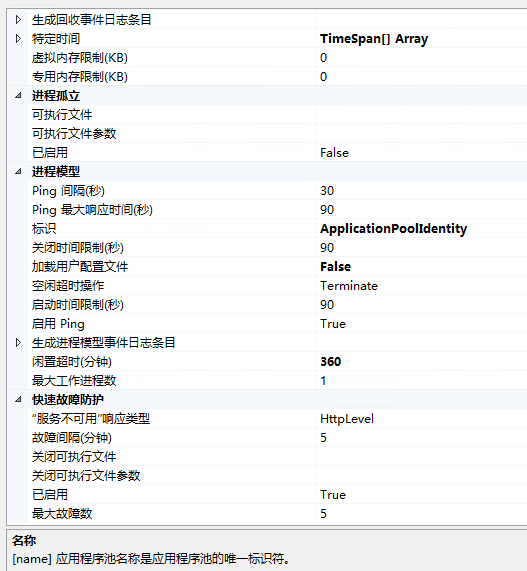 生成回收事件日志条目
特定时间 TimeSpan[] Array
虚拟内存限制(KB) 0
专用内存限制(KB) 0
进程孤立
可执行文件
可执行文件参数
已启用 False
进程模型
Ping 间隔(秒) 30
Ping 最大响应时间(秒) 90
标识 ApplicationPoolIdentity
关闭时间限制(秒) 90
加载用户配置文件 False
空闲超时操作 Terminate
启动时间限制(秒) 90
启用 Ping True
生成进程模型事件日志条目
闲置超时(分钟) 360
最大工作进程数 1
快速故障防护
“服务不可用”响应类型 HttpLevel
故障间隔(分钟) 5
关闭可执行文件
关闭可执行文件参数
已启用 True
最大故障数 5
名称
[name] 应用程序池名称是应用程序池的唯一标识符。